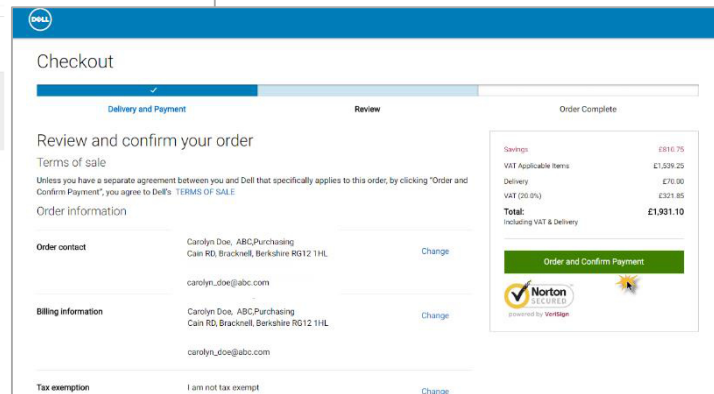 DELL
Checkout
Delivery and Payment
Review
Order Complete
Review and confirm your order
Terms of sale
Unless you have a separate agreement between you and Dell that specifically applies to this order, by clicking "Order and
Confirm Payment", you agree to Dell's TERMS OF SALE
Order information
Order contact
Carolyn Doe, ABC,Purchasing
Cain RD, Bracknell, Berkshire RG12 1HL
Change
carolyn_doe@abc.com
Billing information
Carolyn Doe, ABC,Purchasing
Cain RD, Bracknell, Berkshire RG12 1HL
Change
carolyn_doe@abc.com
Tax exemption
I am not tax exempt
Change
Savings £810.75
VAT Applicable Items £1,539.25
Delivery £70.00
VAT (20.0%) £321.85
Total: £1,931.10
Including VAT & Delivery
Order and Confirm Payment
Norton
SECURED
powered by VeriSign